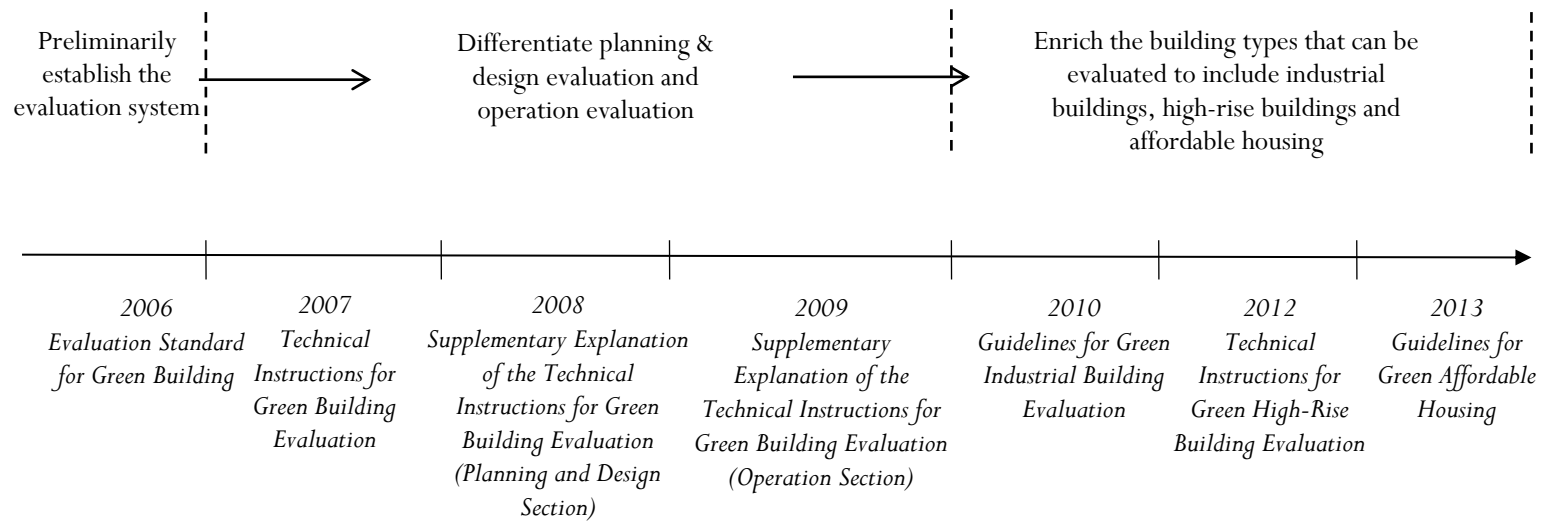 Preliminarily
establish the
evaluation system
Differentiate planning &
design evaluation and
operation evaluation
Enrich the building types that can be
evaluated to include industrial
buildings, high-rise buildings and
affordable housing
2006
Evaluation Standard
for Green Building
2007
Technical
Instructions for
Green Building
Evaluation
2008
Supplementary Explanation
of the Technical
Instructions for Green
Building Evaluation
(Planning and Design
Section)
2009
Supplementary
Explanation of the
Technical Instructions for
Green Building Evaluation
(Operation Section)
2010
Guidelines for Green
Industrial Building
Evaluation
2012
Technical
Instructions for
Green High-Rise
Building Evaluation
2013
Guidelines for
Green Affordable
Housing